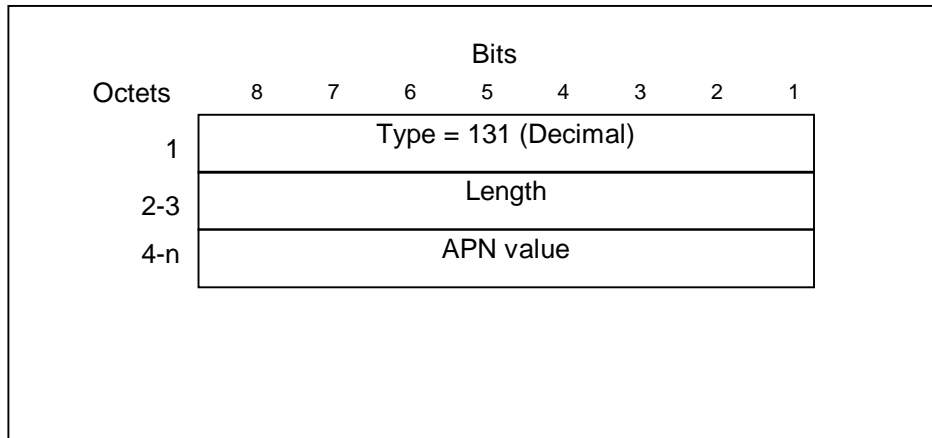 Bits
Octets 8 7 6 5 4 3 2 1
1 Type = 131 (Decimal)
2-3 Length
4-n APN value